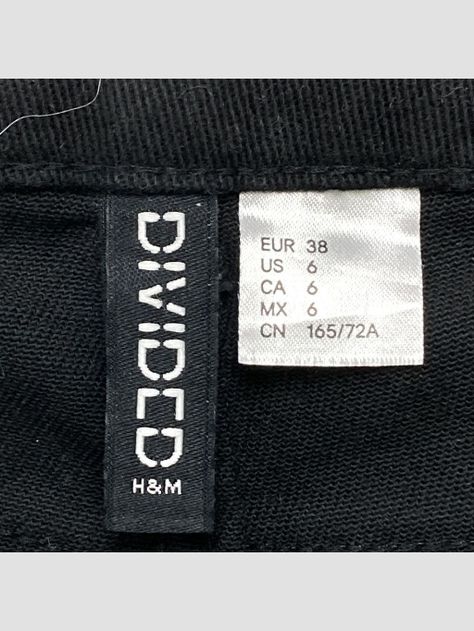 DIVIDED
H&M
EUR 38
US 6
CA 6
MX 6
CN 165/72A